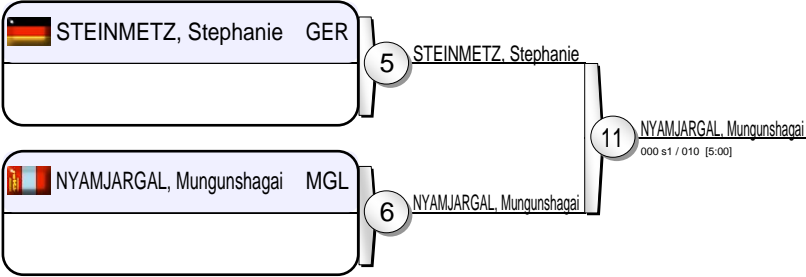 STEINMETZ, Stephanie GER
5
STEINMETZ, Stephanie
11
NYAMJARGAL, Mungunshagai
000 s1 / 010 [5:00]
NYAMJARGAL, Mungunshagai MGL
6
NYAMJARGAL, Mungunshagai